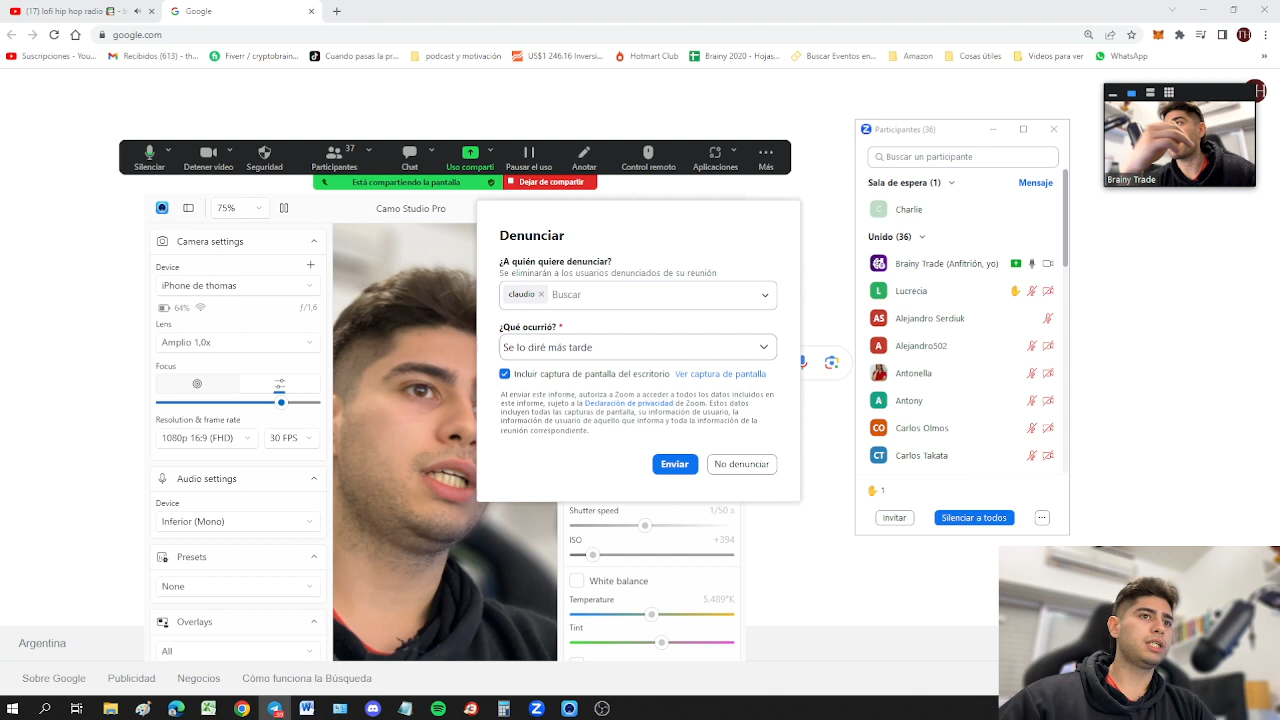 (17) lofi hip hop radio
Google
google.com
Suscripciones - You...
Recibidos (613) - th...
Fiverr / cryptobrain...
Cuando pasas la pr...
podcast y motivación
US$1 246.16 Inversi...
Hotmart Club
Brainy 2020 - Hojas...
Buscar Eventos en...
Amazon
Cosas útiles
Videos para ver
WhatsApp
»
Brainy Trade
Silenciar
Detener video
Seguridad
Participantes
37
Chat
Uso comparti
Pausa el uso
Anotar
Control remoto
Aplicaciones
Más
Está compartiendo la pantalla
Dejar de compartir
75%
Camo Studio Pro
Camera settings
Device
iPhone de thomas
64%
ƒ/1,6
Lens
Amplio 1,0x
Focus
Resolution & frame rate
1080p 16:9 (FHD)
30 FPS
Audio settings
Device
Inferior (Mono)
Presets
None
Overlays
All
Denunciar
¿A quién quiere denunciar?
Se eliminarán a los usuarios denunciados de su reunión
claudio
Buscar
¿Qué ocurrió? *
Se lo diré más tarde
Incluir captura de pantalla del escritorio Ver captura de pantalla
Al enviar este informe, autoriza a Zoom a acceder a todos los datos incluidos en
este informe, sujeto a la Declaración de privacidad de Zoom. Estos datos
incluyen todas las capturas de pantalla, su información de usuario, la
información de usuario de aquello que informa y toda la información de la
reunión correspondiente.
Enviar
No denunciar
Shutter speed
1/50 s
ISO
+394
White balance
Temperature
5.489°K
Tint
Participantes (36)
Buscar un participante
Sala de espera (1)
Mensaje
C
Charlie
Unido (36)
Brainy Trade (Anfitrión, yo)
L
Lucrecia
AS
Alejandro Serdiuk
A
Alejandro502
Antonella
A
Antony
CO
Carlos Olmos
CT
Carlos Takata
1
Invitar
Silenciar a todos
...
Argentina
Sobre Google
Publicidad
Negocios
Cómo funciona la Búsqueda